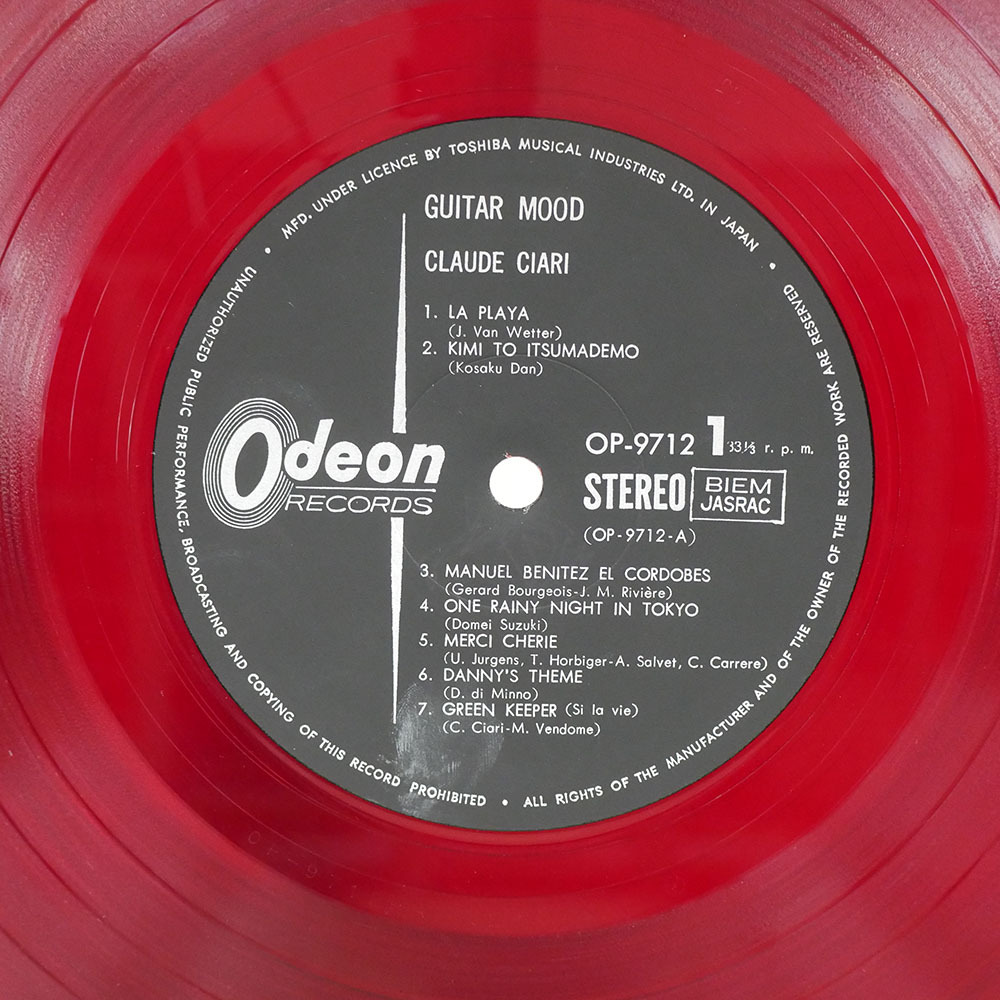 MFD. UNDER LICENCE BY TOSHIBA MUSICAL INDUSTRIES LTD. IN JAPAN •
GUITAR MOOD
CLAUDE CIARI
1. LA PLAYA
(J. Van Wetter)
2. KIMI TO ITSUMADEMO
(Kosaku Dan)
Odeon
RECORDS
OP-9712 1 33⅓ r. p. m.
STEREO BIEM
JASRAC
(OP-9712-A)
3. MANUEL BENITEZ EL CORDOBES
(Gerard Bourgeois-J. M. Rivière)
4. ONE RAINY NIGHT IN TOKYO
(Domei Suzuki)
5. MERCI CHERIE
(U. Jurgens, T. Horbiger-A. Salvet, C. Carrere)
6. DANNY'S THEME
(D. di Minno)
7. GREEN KEEPER (Si la vie)
(C. Ciari-M. Vendome)
ALL RIGHTS OF THE MANUFACTURER AND OF THE OWNER OF THE RECORDED WORK ARE RESERVED •
UNAUTHORIZED PUBLIC PERFORMANCE, BROADCASTING AND COPYING OF THIS RECORD PROHIBITED •